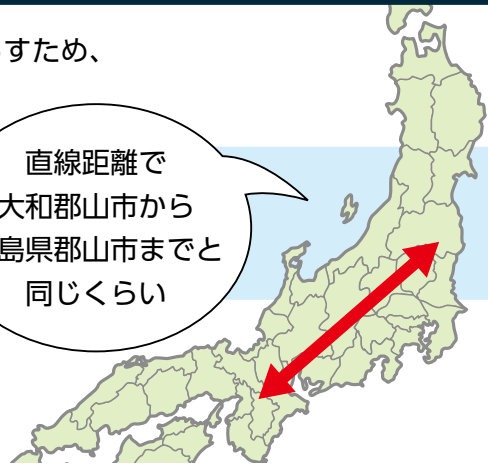 すため、
直線距離で
大和郡山市から
島県郡山市までと
同じくらい